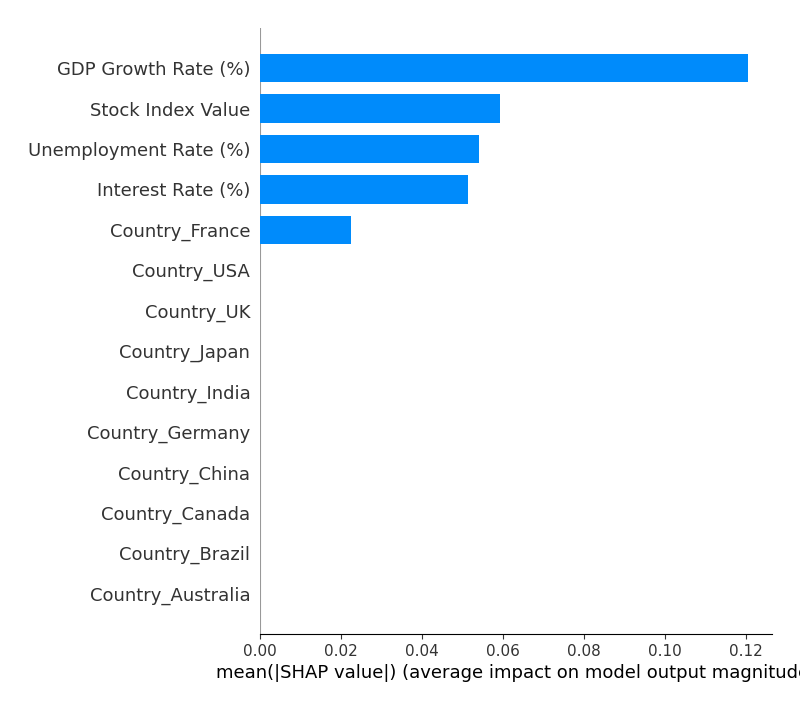 GDP Growth Rate (%)
Stock Index Value
Unemployment Rate (%)
Interest Rate (%)
Country_France
Country_USA
Country_UK
Country_Japan
Country_India
Country_Germany
Country_China
Country_Canada
Country_Brazil
Country_Australia
0.00 0.02 0.04 0.06 0.08 0.10 0.12
mean(|SHAP value|) (average impact on model output magnitude